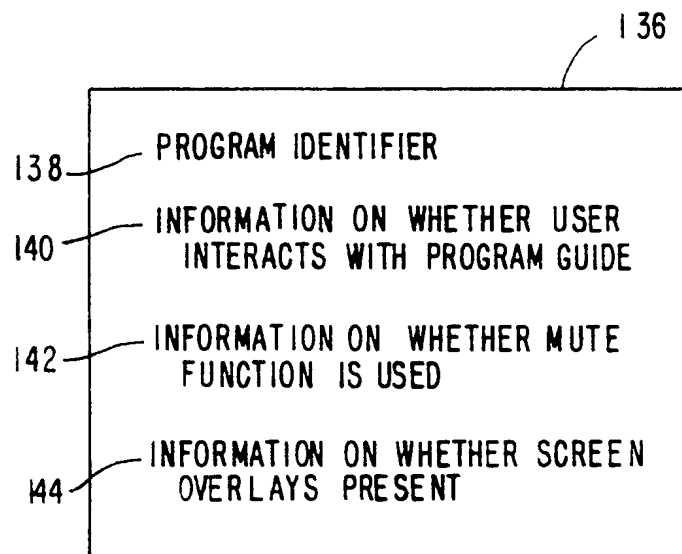 136
138 PROGRAM IDENTIFIER
140 INFORMATION ON WHETHER USER
INTERACTS WITH PROGRAM GUIDE
142 INFORMATION ON WHETHER MUTE
FUNCTION IS USED
144 INFORMATION ON WHETHER SCREEN
OVERLAYS PRESENT